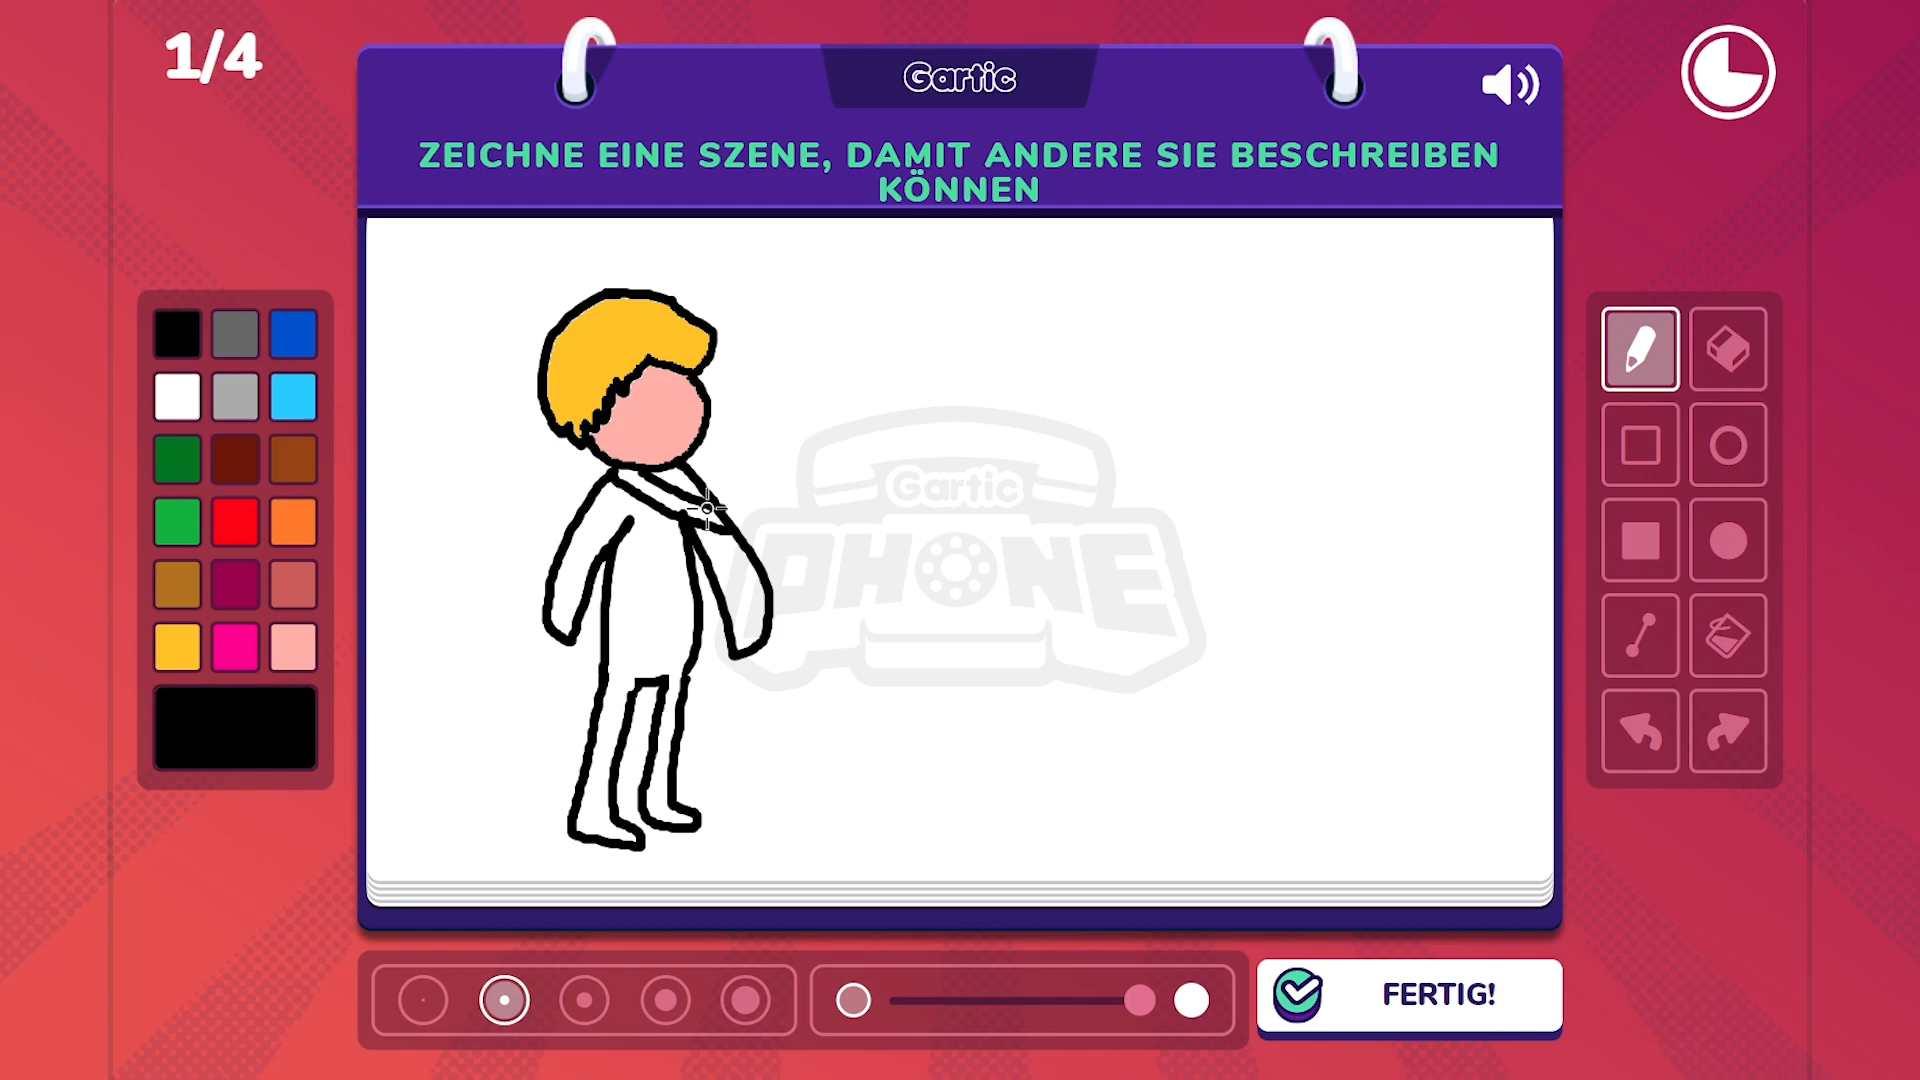 1/4
Gartic
ZEICHNE EINE SZENE, DAMIT ANDERE SIE BESCHREIBEN
KÖNNEN
Gartic
PHONE
FERTIG!